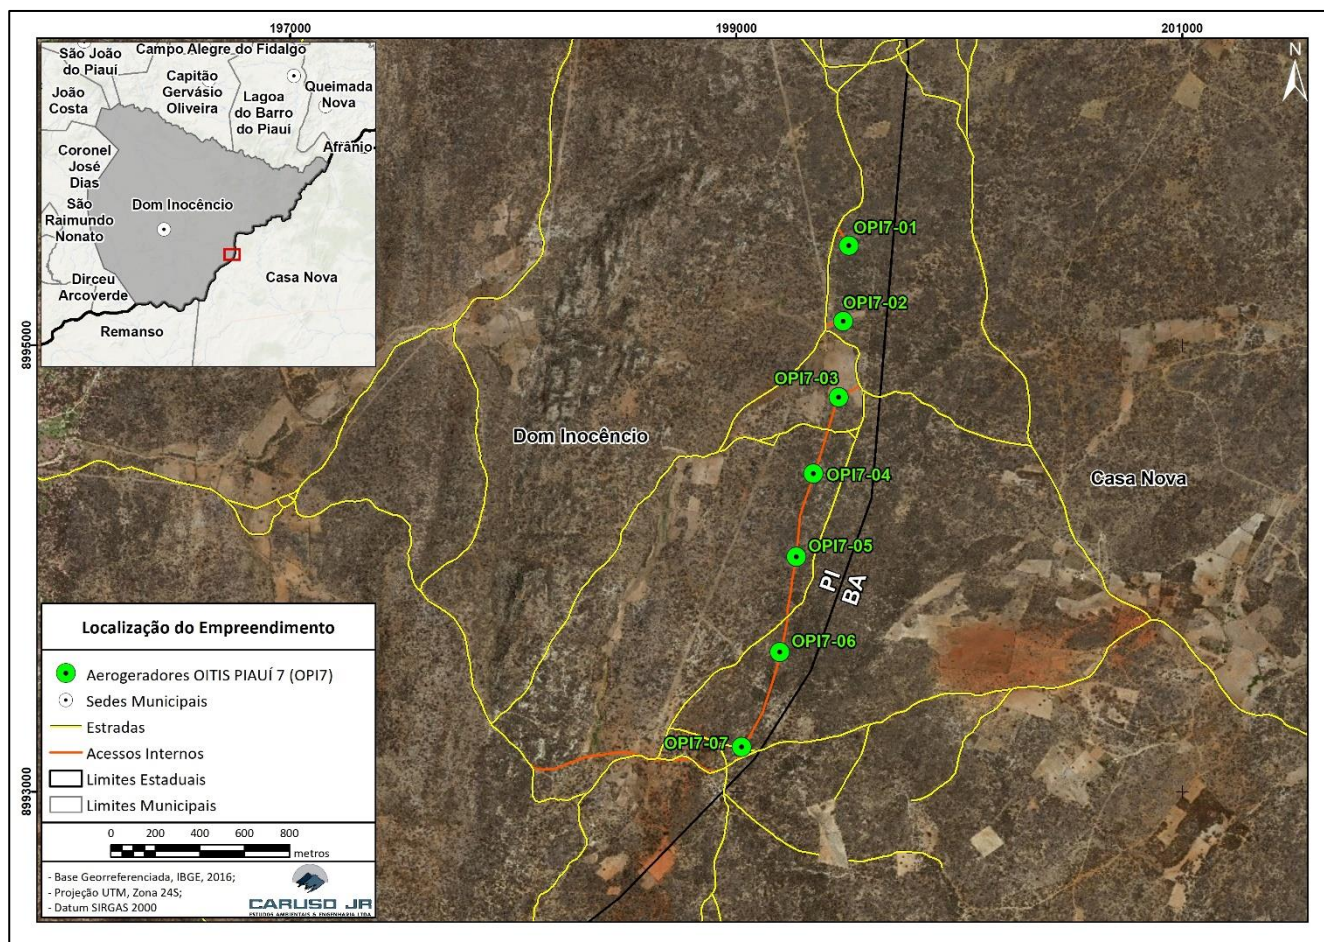 197000
199000
201000
N
São João
do Piauí
Campo Alegre do Fidalgo
Capitão
Gervásio
Oliveira
Queimada
Nova
João
Costa
Lagoa
do Barro
do Piauí
Afrânio
Coronel
José
Dias
São
Raimundo
Nonato
Dom Inocêncio
Dirceu
Arcoverde
Casa Nova
Remanso
8995000
8993000
OPI7-01
OPI7-02
OPI7-03
Dom Inocêncio
OPI7-04
Casa Nova
OPI7-05
PI
BA
OPI7-06
OPI7-07
Localização do Empreendimento
Aerogeradores OITIS PIAUÍ 7 (OPI7)
Sedes Municipais
Estradas
Acessos Internos
Limites Estaduais
Limites Municipais
0 200 400 600 800
metros
- Base Georreferenciada, IBGE, 2016;
- Projeção UTM, Zona 24S;
- Datum SIRGAS 2000
CARUSO JR
ESTUDOS AMBIENTAIS & ENGENHARIA LTDA